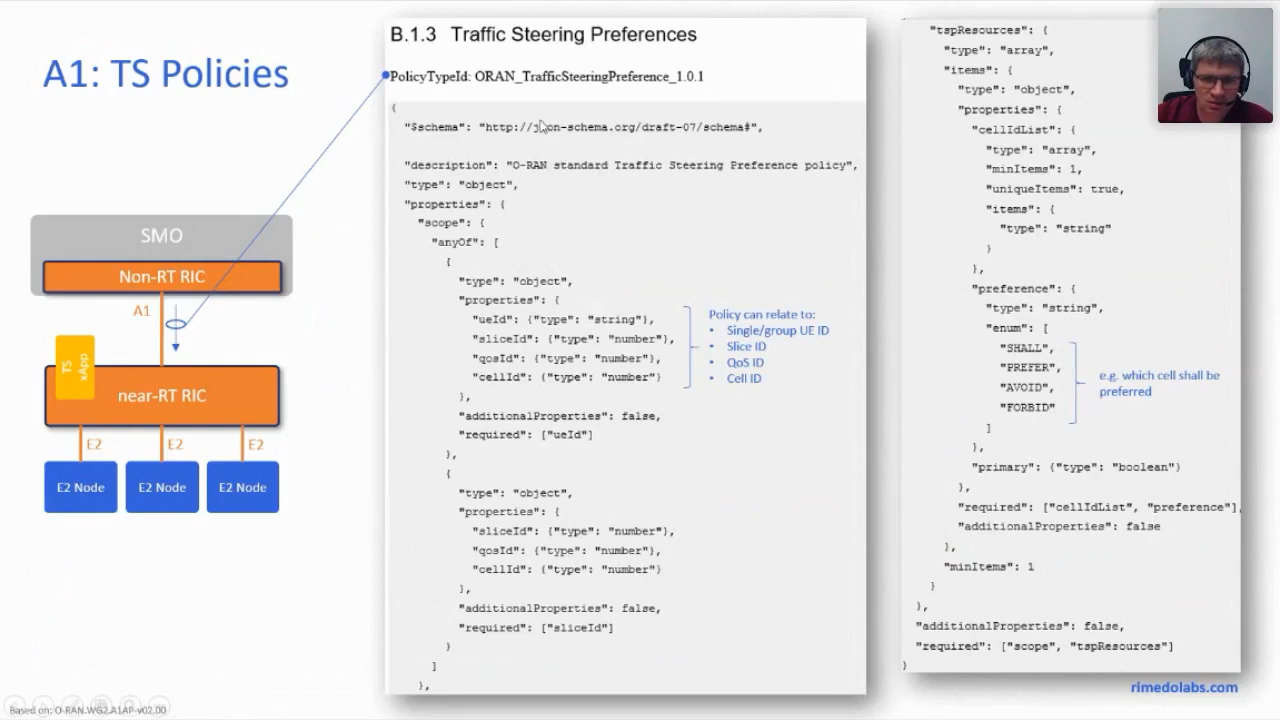 A1: TS Policies
SMO
Non-RT RIC
A1
TS xApp
near-RT RIC
E2
E2
E2
E2 Node
E2 Node
E2 Node
Based on: O-RAN.WG2.A1AP-v02.00
B.1.3 Traffic Steering Preferences
PolicyTypeId: ORAN_TrafficSteeringPreference_1.0.1
{
"$schema": "http://json-schema.org/draft-07/schema#",
"description": "O-RAN standard Traffic Steering Preference policy",
"type": "object",
"properties": {
"scope": {
"anyOf": [
{
"type": "object",
"properties": {
"ueId": {"type": "string"},
"sliceId": {"type": "number"},
"qosId": {"type": "number"},
"cellId": {"type": "number"}
},
"additionalProperties": false,
"required": ["ueId"]
},
{
"type": "object",
"properties": {
"sliceId": {"type": "number"},
"qosId": {"type": "number"},
"cellId": {"type": "number"}
},
"additionalProperties": false,
"required": ["sliceId"]
}
]
},
Policy can relate to:
• Single/group UE ID
• Slice ID
• QoS ID
• Cell ID
"tspResources": {
"type": "array",
"items": {
"type": "object",
"properties": {
"cellIdList": {
"type": "array",
"minItems": 1,
"uniqueItems": true,
"items": {
"type": "string"
}
},
"preference": {
"type": "string",
"enum": [
"SHALL",
"PREFER",
"AVOID",
"FORBID"
]
},
"primary": {"type": "boolean"}
},
"required": ["cellIdList", "preference"],
"additionalProperties": false
},
"minItems": 1
}
},
"additionalProperties": false,
"required": ["scope", "tspResources"]
}
e.g. which cell shall be
preferred
rimedolabs.com